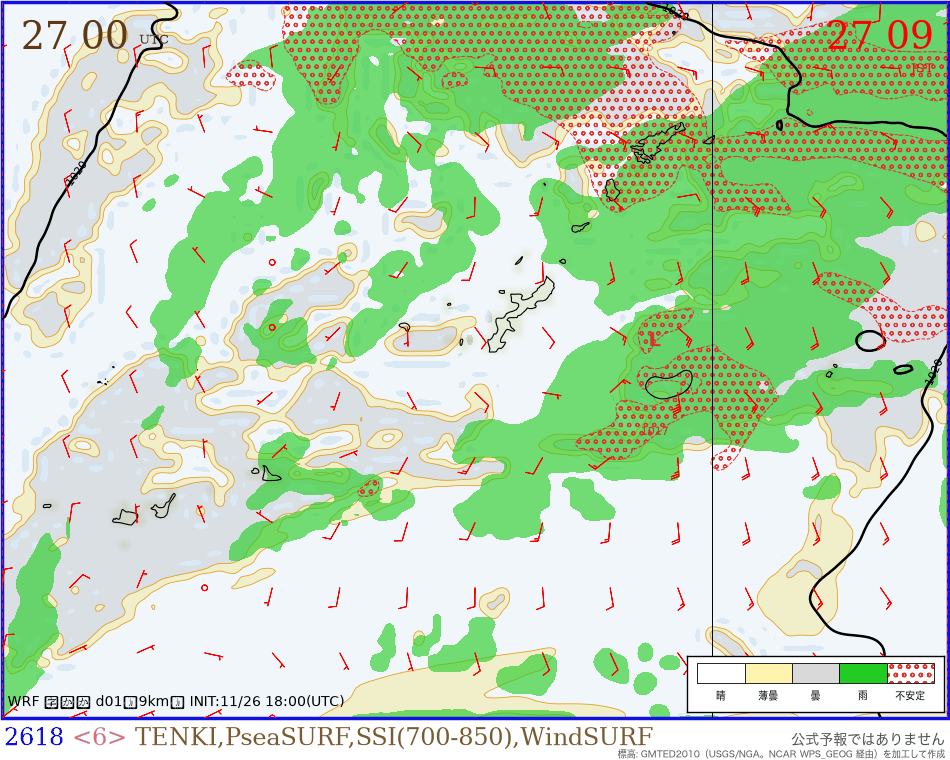 27 00 UTC
27 09 JST
1020
1020
1020
L
1017
WRF d01 9km INIT:11/26 18:00(UTC)
晴 薄曇 曇 雨 不安定
2618 <6> TENKI,PseaSURF,SSI(700-850),WindSURF
公式予報ではありません
標高: GMTED2010（USGS/NGA。NCAR WPS_GEOG 経由）を加工して作成